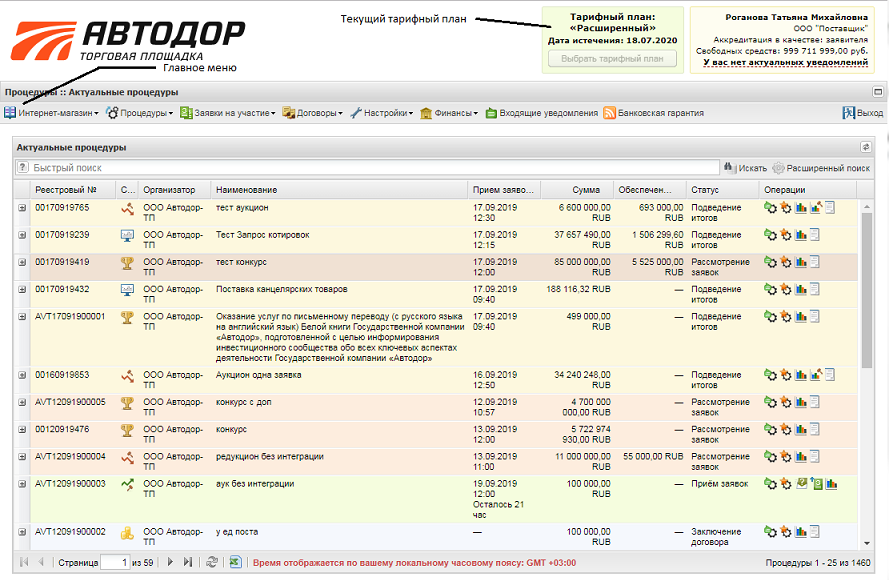 АВТОДОР
ТОРГОВАЯ ПЛОЩАДКА
Текущий тарифный план
Главное меню
Тарифный план:
«Расширенный»
Дата истечения: 18.07.2020
Выбрать тарифный план
Роганова Татьяна Михайловна
ООО "Поставщик"
Аккредитация в качестве: заявителя
Свободных средств: 999 711 999,00 руб.
У вас нет актуальных уведомлений
Процедуры :: Актуальные процедуры
Интернет-магазин Процедуры Заявки на участие Договоры Настройки Финансы Входящие уведомления Банковская гарантия Выход
Актуальные процедуры
Быстрый поиск Искать Расширенный поиск
Реестровый № С... Организатор Наименование Прием заяво... Сумма Обеспечен... Статус Операции
00170919765 ООО Автодор- тест аукцион 17.09.2019 6 600 000,00 693 000,00 Подведение
ТП 12:30 RUB RUB итогов
00170919239 ООО Автодор- Тест Запрос котировок 17.09.2019 37 657 490,00 1 506 299,60 Подведение
ТП 12:15 RUB RUB итогов
00170919419 ООО Автодор- тест конкурс 17.09.2019 85 000 000,00 5 525 000,00 Рассмотрение
ТП 12:00 RUB RUB заявок
00170919432 ООО Автодор- Поставка канцелярских товаров 17.09.2019 188 116,32 RUB — Подведение
ТП 09:40 итогов
AVT17091900001 ООО Автодор- Оказание услуг по письменному переводу (с русского языка 17.09.2019 499 000,00 — Подведение
ТП на английский язык) Белой книги Государственной компании 09:40 RUB итогов
«Автодор», подготовленной с целью информирования
инвестиционного сообщества обо всех ключевых аспектах
деятельности Государственной компании «Автодор»
00160919853 ООО Автодор- Аукцион одна заявка 16.09.2019 34 240 248,00 — Подведение
ТП 12:50 RUB итогов
AVT12091900005 ООО Автодор- конкурс с доп 12.09.2019 4 700 000 — Рассмотрение
ТП 10:57 000,00 RUB заявок
00120919476 ООО Автодор- конкурс 13.09.2019 5 722 974 — Рассмотрение
ТП 12:00 930,00 RUB заявок
AVT12091900004 ООО Автодор- редукцион без интеграции 13.09.2019 11 000 000,00 55 000,00 RUB Рассмотрение
ТП 11:00 RUB заявок
AVT12091900003 ООО Автодор- аук без интеграции 19.09.2019 100 000,00 — Приём заявок
ТП 12:00 RUB
Осталось 21
час
AVT12091900002 ООО Автодор- у ед поста — 100 000,00 — Заключение
ТП RUB договора
Страница 1 из 59 Время отображается по вашему локальному часовому поясу: GMT +03:00 Процедуры 1 - 25 из 1460